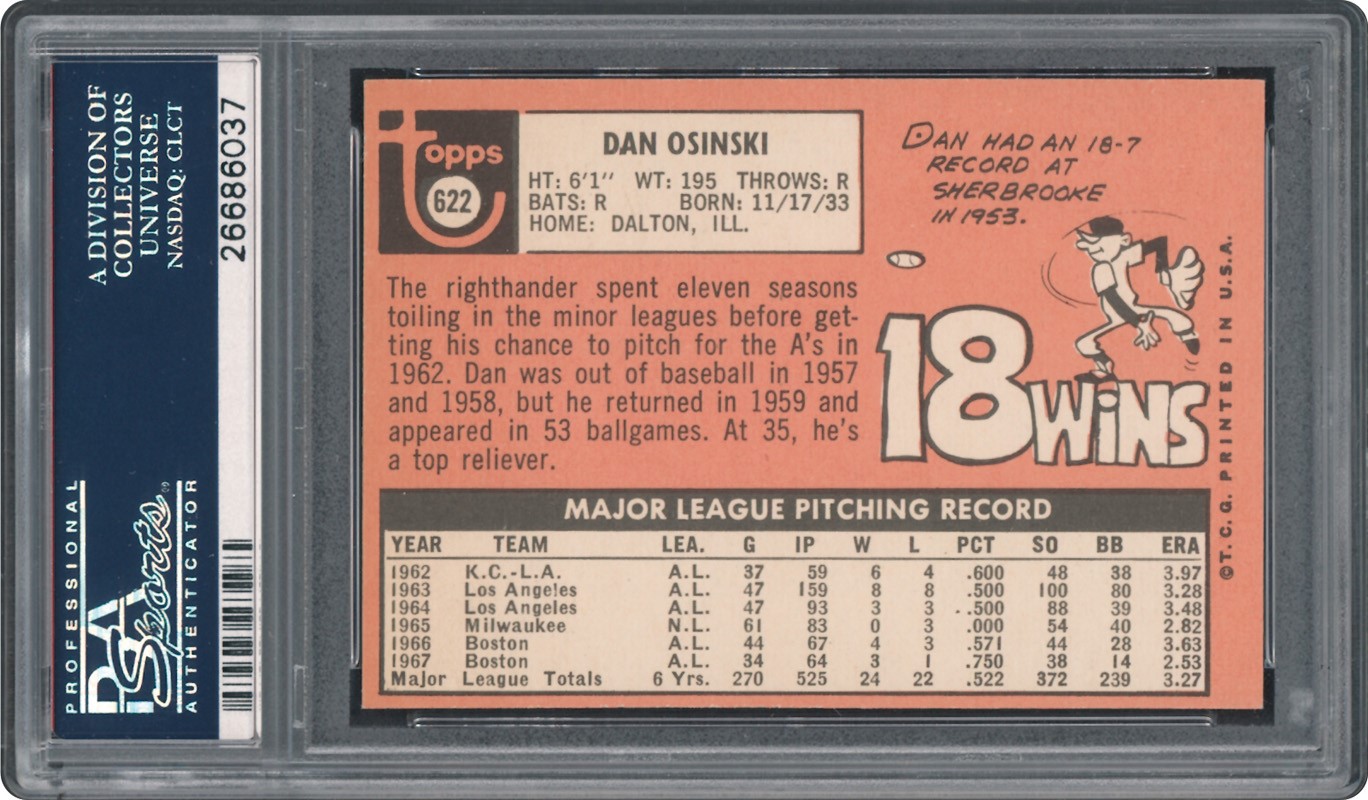 A DIVISION OF
COLLECTORS
UNIVERSE
NASDAQ: CLCT
26686037
PROFESSIONAL
PSA
Sports
AUTHENTICATOR
Topps
622
DAN OSINSKI
HT: 6'1" WT: 195 THROWS: R
BATS: R BORN: 11/17/33
HOME: DALTON, ILL.
DAN HAD AN 18-7
RECORD AT
SHERBROOKE
IN 1953.
The righthander spent eleven seasons
toiling in the minor leagues before get-
ting his chance to pitch for the A's in
1962. Dan was out of baseball in 1957
and 1958, but he returned in 1959 and
appeared in 53 ballgames. At 35, he's
a top reliever.
18 WINS
©T. C. G. PRINTED IN U.S.A.
MAJOR LEAGUE PITCHING RECORD
YEAR TEAM LEA. G IP W L PCT SO BB ERA
1962 K.C.-L.A. A.L. 37 59 6 4 .600 48 38 3.97
1963 Los Angeles A.L. 47 159 8 8 .500 100 80 3.28
1964 Los Angeles A.L. 47 93 3 3 .500 88 39 3.48
1965 Milwaukee N.L. 61 83 0 3 .000 54 40 2.82
1966 Boston A.L. 44 67 4 3 .571 44 28 3.63
1967 Boston A.L. 34 64 3 1 .750 38 14 2.53
Major League Totals 6 Yrs. 270 525 24 22 .522 372 239 3.27